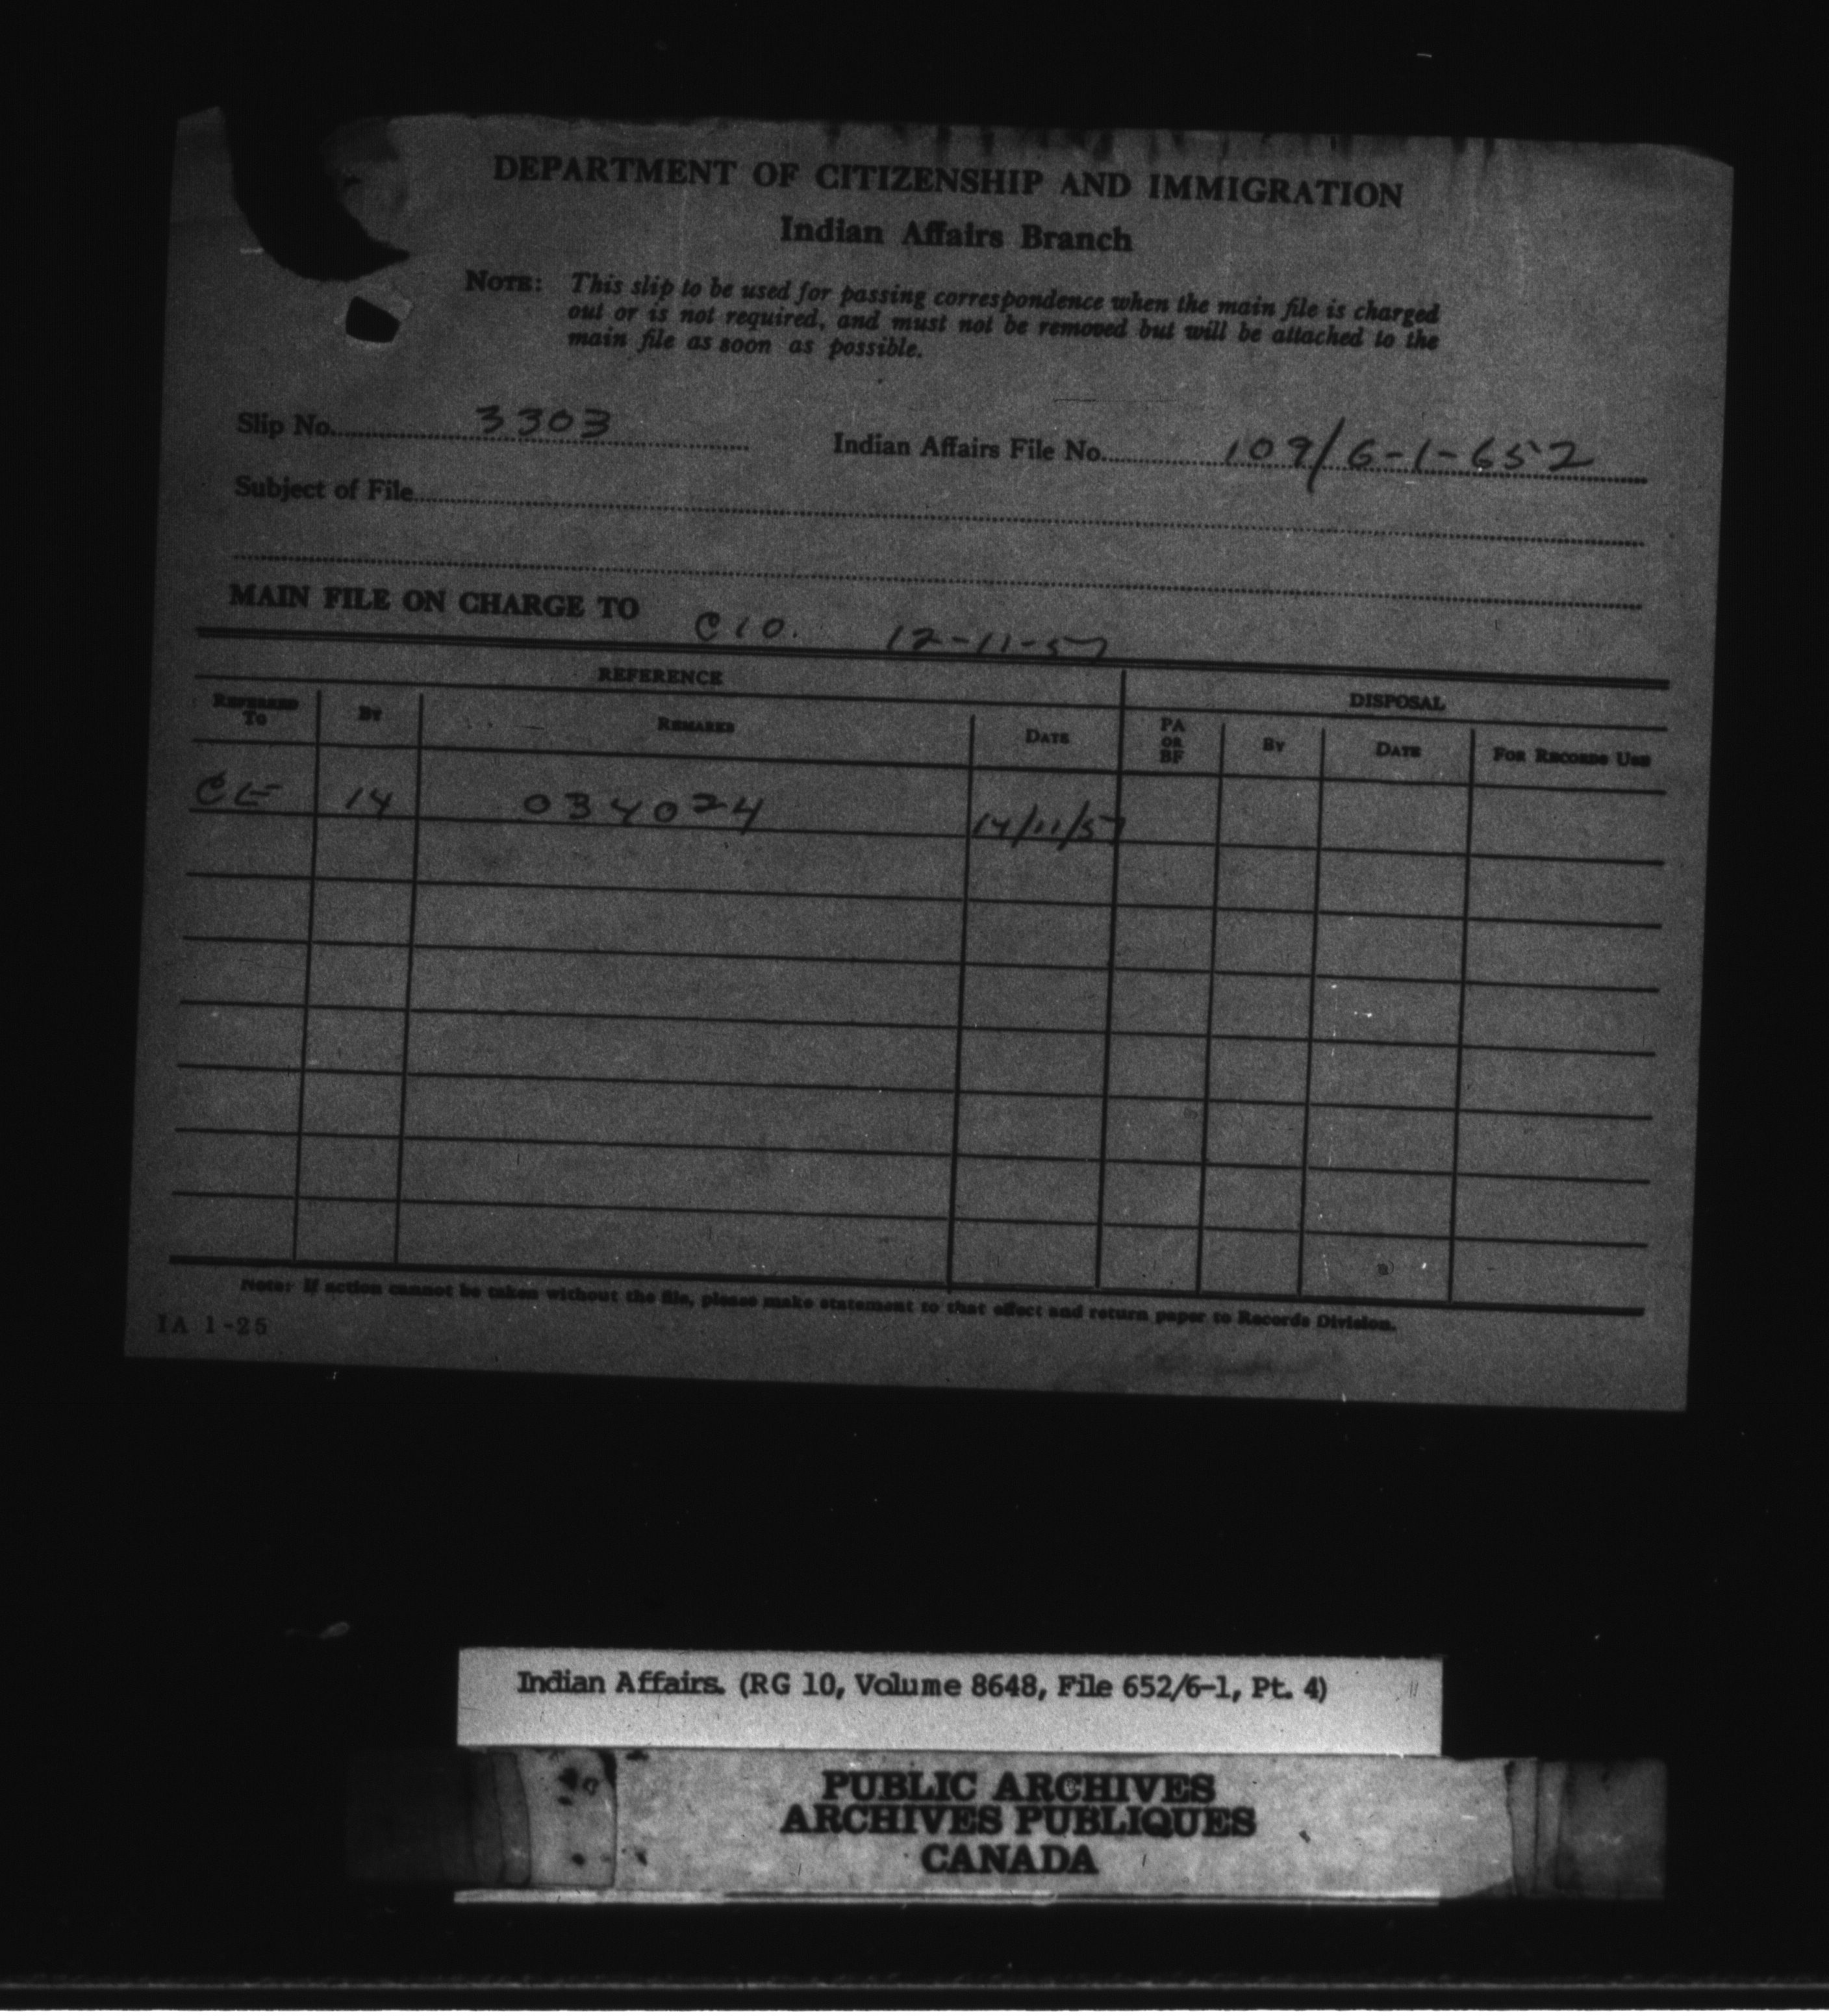 DEPARTMENT OF CITIZENSHIP AND IMMIGRATION
Indian Affairs Branch
NOTE: This slip to be used for passing correspondence when the main file is charged
out or is not required, and must not be removed but will be attached to the
main file as soon as possible.
Slip No. 3303 Indian Affairs File No. 109/6-1-652
Subject of File
MAIN FILE ON CHARGE TO C10. 12-11-57
REFERENCE DISPOSAL
REFERRED TO BY REMARKS DATE PA OR BF BY DATE FOR RECORDS USE
CE 14 034024 14/11/57
Note: If action cannot be taken without the file, please make statement to that effect and return paper to Records Division.
IA 1-25
Indian Affairs. (RG 10, Volume 8648, File 652/6-1, Pt. 4)
PUBLIC ARCHIVES
ARCHIVES PUBLIQUES
CANADA